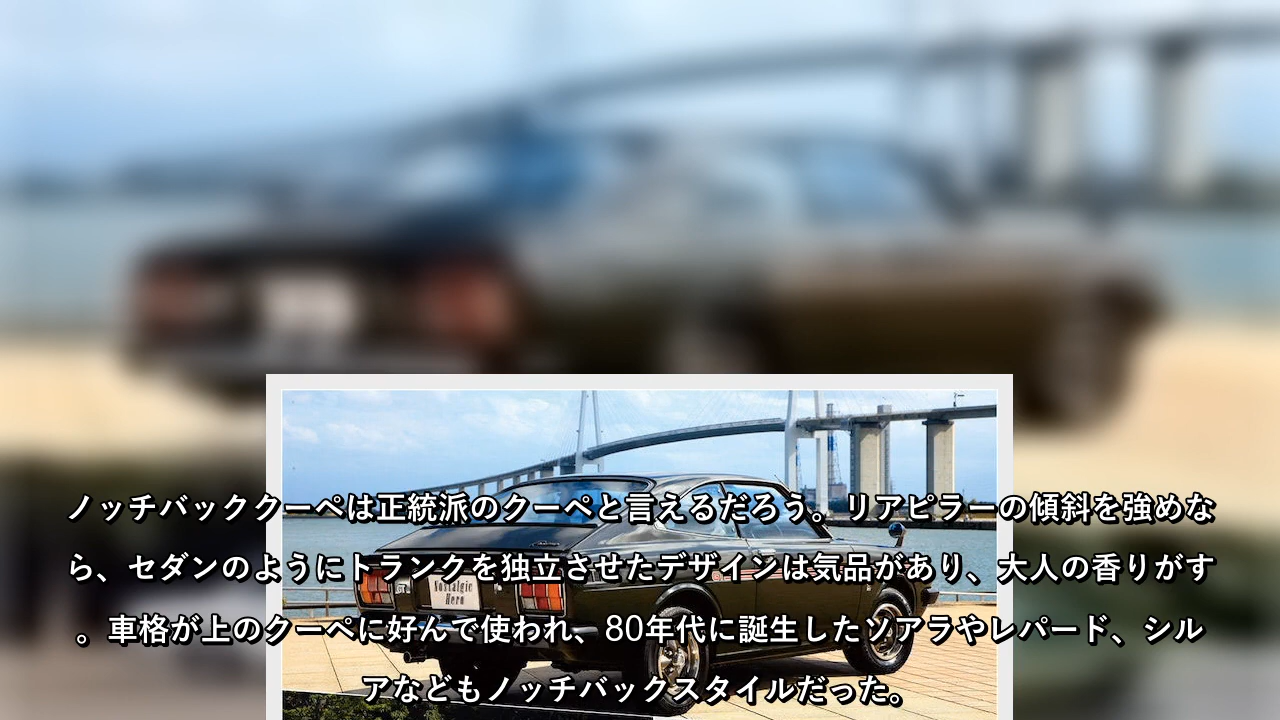 ノッチバッククーペは正統派のクーペと言えるだろう。リアピラーの傾斜を強めな
ら、セダンのようにトランクを独立させたデザインは気品があり、大人の香りがす
。車格が上のクーペに好んで使われ、80年代に誕生したソアラやレパード、シル
アなどもノッチバックスタイルだった。
Nostalgic
Hero